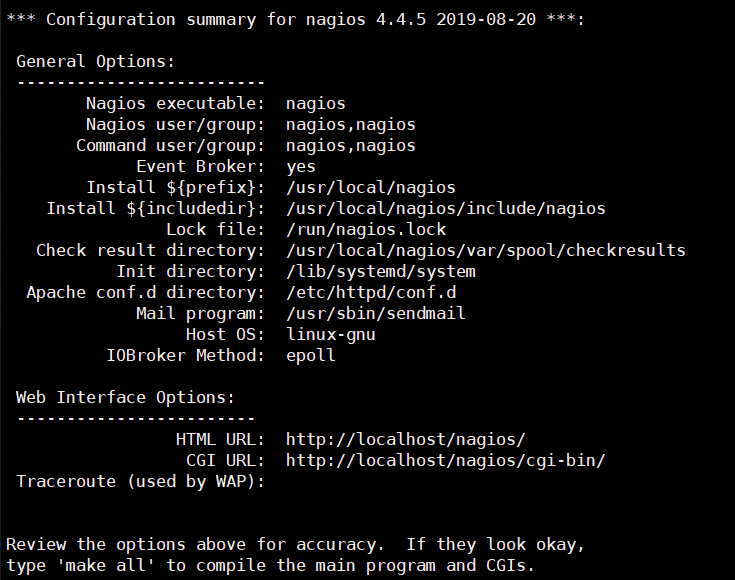 *** Configuration summary for nagios 4.4.5 2019-08-20 ***:
General Options:
-------------------------
Nagios executable:  nagios
Nagios user/group:  nagios,nagios
Command user/group:  nagios,nagios
Event Broker:  yes
Install ${prefix}:  /usr/local/nagios
Install ${includedir}:  /usr/local/nagios/include/nagios
Lock file:  /run/nagios.lock
Check result directory:  /usr/local/nagios/var/spool/checkresults
Init directory:  /lib/systemd/system
Apache conf.d directory:  /etc/httpd/conf.d
Mail program:  /usr/sbin/sendmail
Host OS:  linux-gnu
IOBroker Method:  epoll
Web Interface Options:
------------------------
HTML URL:  http://localhost/nagios/
CGI URL:  http://localhost/nagios/cgi-bin/
Traceroute (used by WAP):
Review the options above for accuracy.  If they look okay,
type 'make all' to compile the main program and CGIs.